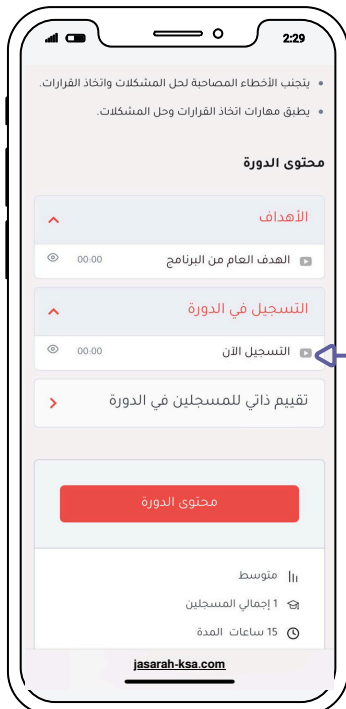 2:29
يتجنب الأخطاء المصاحبة لحل المشكلات واتخاذ القرارات.
يطبق مهارات اتخاذ القرارات وحل المشكلات.
محتوى الدورة
الأهداف
الهدف العام من البرنامج 00:00
التسجيل في الدورة
التسجيل الآن 00:00
تقييم ذاتي للمسجلين في الدورة
محتوى الدورة
متوسط
1 إجمالي المسجلين
15 ساعات المدة
jasarah-ksa.com